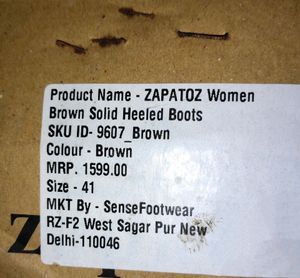 Product Name - ZAPATOZ Women
Brown Solid Heeled Boots
SKU ID- 9607_Brown
Colour - Brown
MRP. 1599.00
Size - 41
MKT By - SenseFootwear
RZ-F2 West Sagar Pur New
Delhi-110046